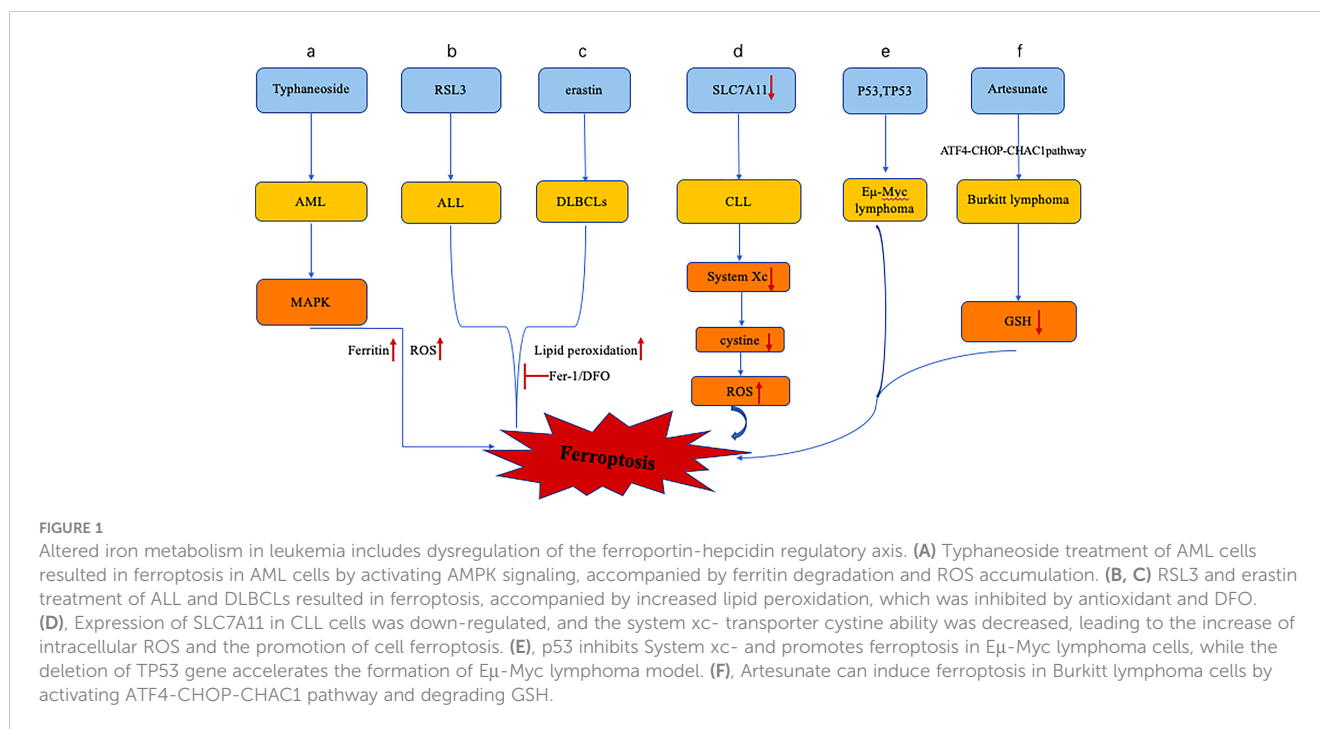 a b c d e f
Typhaneoside RSL3 erastin SLC7A11 P53,TP53 Artesunate
ATF4-CHOP-CHAC1pathway
AML ALL DLBCLs CLL Eμ-Myc lymphoma Burkitt lymphoma
System Xc
MAPK
GSH
cystine
Ferritin ROS Lipid peroxidation
Fer-1/DFO
ROS
Ferroptosis
FIGURE 1
Altered iron metabolism in leukemia includes dysregulation of the ferroportin-hepcidin regulatory axis. (A) Typhaneoside treatment of AML cells
resulted in ferroptosis in AML cells by activating AMPK signaling, accompanied by ferritin degradation and ROS accumulation. (B, C) RSL3 and erastin
treatment of ALL and DLBCLs resulted in ferroptosis, accompanied by increased lipid peroxidation, which was inhibited by antioxidant and DFO.
(D), Expression of SLC7A11 in CLL cells was down-regulated, and the system xc- transporter cystine ability was decreased, leading to the increase of
intracellular ROS and the promotion of cell ferroptosis. (E), p53 inhibits System xc- and promotes ferroptosis in Eμ-Myc lymphoma cells, while the
deletion of TP53 gene accelerates the formation of Eμ-Myc lymphoma model. (F), Artesunate can induce ferroptosis in Burkitt lymphoma cells by
activating ATF4-CHOP-CHAC1 pathway and degrading GSH.